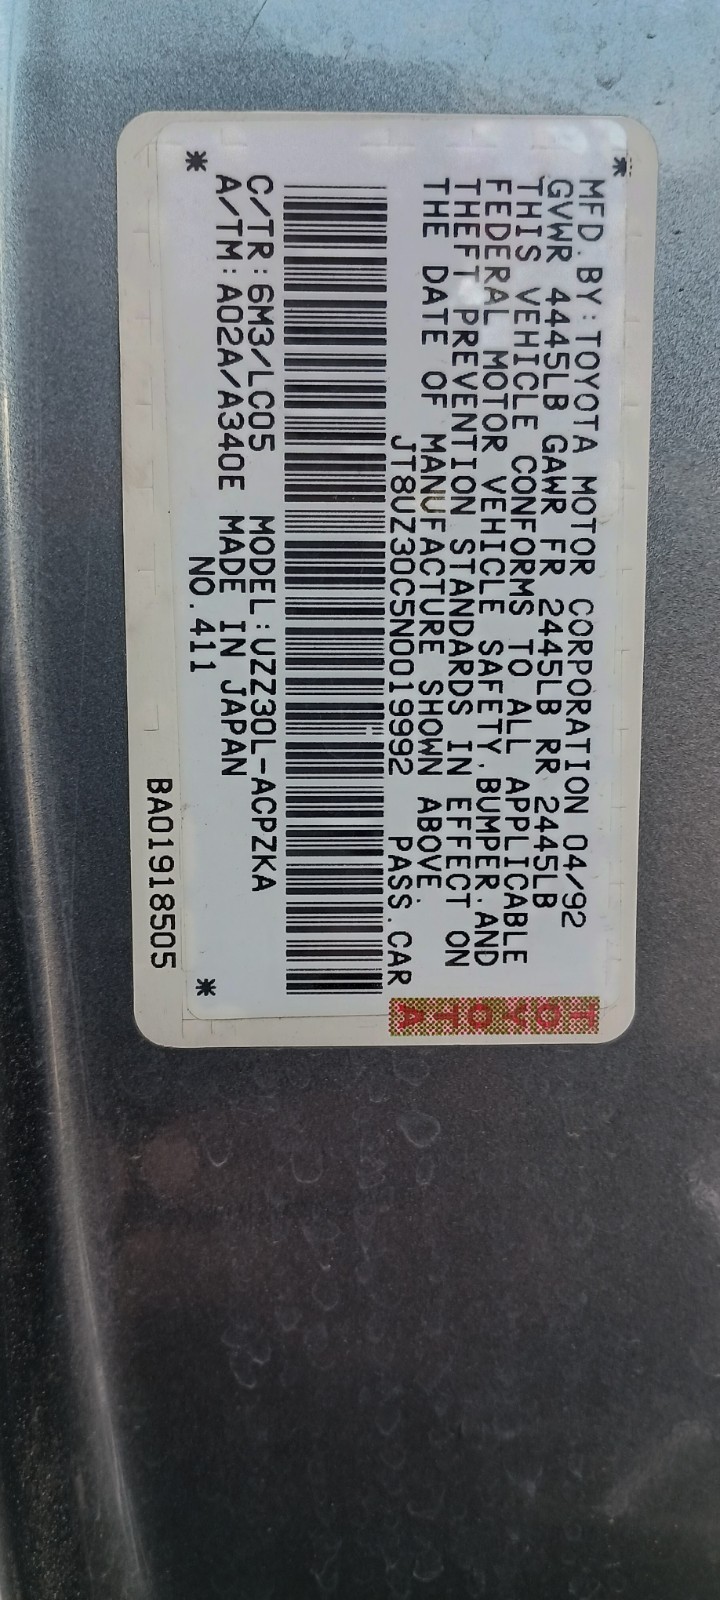 MFD.BY:TOYOTA MOTOR CORPORATION 04/92
GVWR 4445LB GAWR FR 2445LB RR 2445LB
THIS VEHICLE CONFORMS TO ALL APPLICABLE
FEDERAL MOTOR VEHICLE SAFETY,BUMPER,AND
THEFT PREVENTION STANDARDS IN EFFECT ON
THE DATE OF MANUFACTURE SHOWN ABOVE.
JT8UZ30C5N0019992 PASS.CAR
C/TR:6M3/LC05 MODEL:UZZ30L-ACPZKA
A/TM:A02A/A340E MADE IN JAPAN
NO.411
BA01918505
TOYOTA